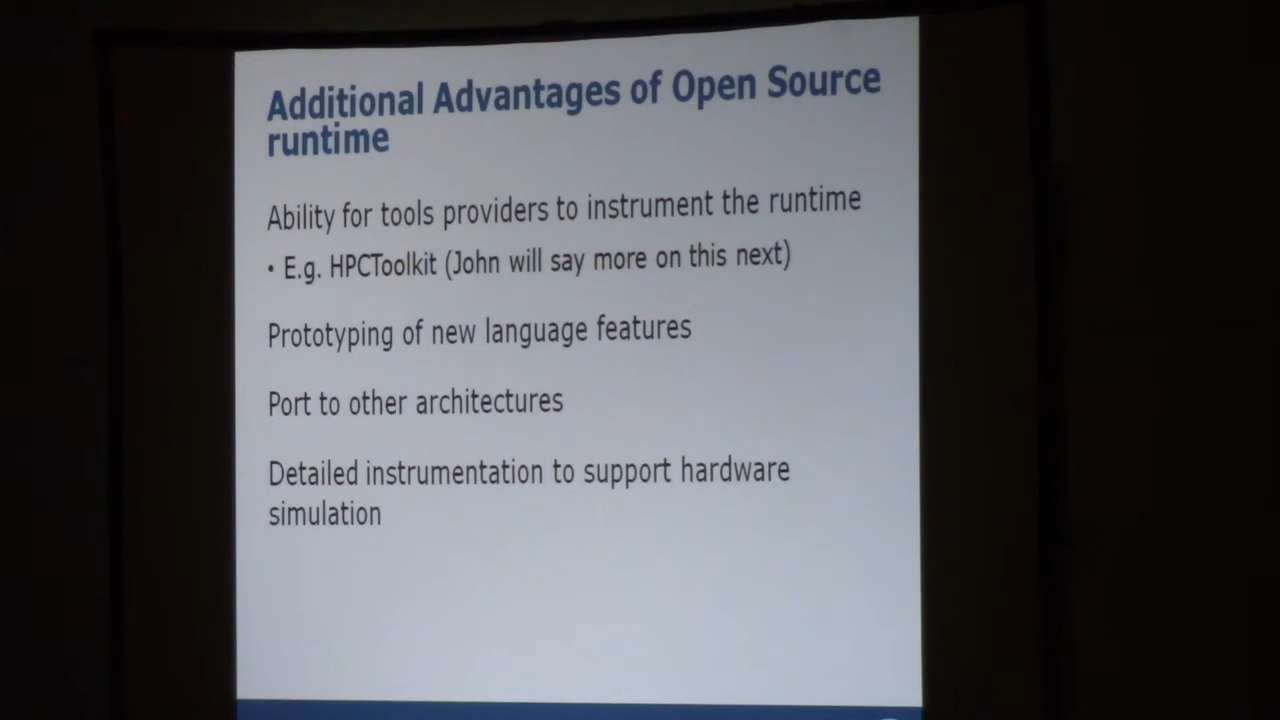 Additional Advantages of Open Source
runtime
Ability for tools providers to instrument the runtime
• E.g. HPCToolkit (John will say more on this next)
Prototyping of new language features
Port to other architectures
Detailed instrumentation to support hardware
simulation